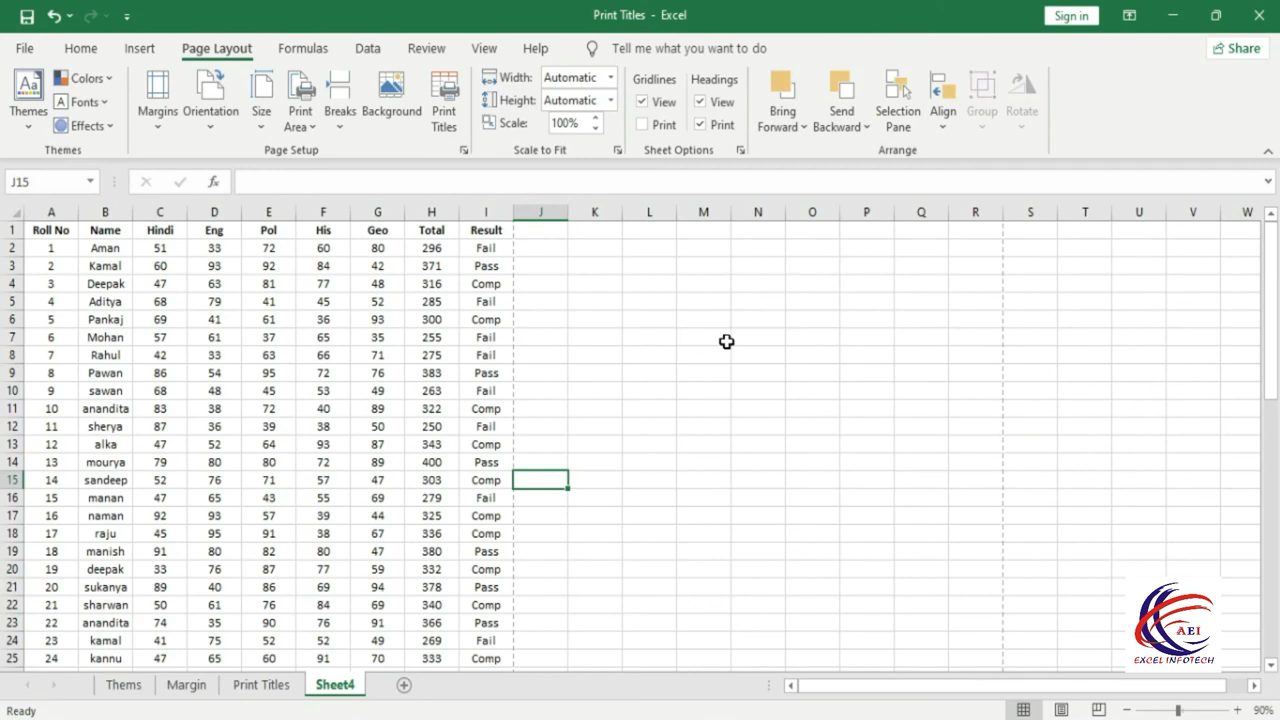 Print Titles - Excel
Sign in
File Home Insert Page Layout Formulas Data Review View Help Tell me what you want to do Share
Themes
Colors
Fonts
Effects
Themes
Margins Orientation Size Print Area Breaks Background Print Titles
Page Setup
Width: Automatic
Height: Automatic
Scale: 100%
Scale to Fit
Gridlines Headings
View View
Print Print
Sheet Options
Bring Forward Send Backward Selection Pane Align Group Rotate
Arrange
J15 fx
A B C D E F G H I J K L M N O P Q R S T U V W
1 Roll No Name Hindi Eng Pol His Geo Total Result
2 1 Aman 51 33 72 60 80 296 Fail
3 2 Kamal 60 93 92 84 42 371 Pass
4 3 Deepak 47 63 81 77 48 316 Comp
5 4 Aditya 68 79 41 45 52 285 Fail
6 5 Pankaj 69 41 61 36 93 300 Comp
7 6 Mohan 57 61 37 65 35 255 Fail
8 7 Rahul 42 33 63 66 71 275 Fail
9 8 Pawan 86 54 95 72 76 383 Pass
10 9 sawan 68 48 45 53 49 263 Fail
11 10 anandita 83 38 72 40 89 322 Comp
12 11 sherya 87 36 39 38 50 250 Fail
13 12 alka 47 52 64 93 87 343 Comp
14 13 mourya 79 80 80 72 89 400 Pass
15 14 sandeep 52 76 71 57 47 303 Comp
16 15 manan 47 65 43 55 69 279 Fail
17 16 naman 92 93 57 39 44 325 Comp
18 17 raju 45 95 91 38 67 336 Comp
19 18 manish 91 80 82 80 47 380 Pass
20 19 deepak 33 76 87 77 59 332 Comp
21 20 sukanya 89 40 86 69 94 378 Pass
22 21 sharwan 50 61 76 84 69 340 Comp
23 22 anandita 74 35 90 76 91 366 Pass
24 23 kamal 41 75 52 52 49 269 Fail
25 24 kannu 47 65 60 91 70 333 Comp
AEI
EXCEL INFOTECH
Thems Margin Print Titles Sheet4
Ready 90%